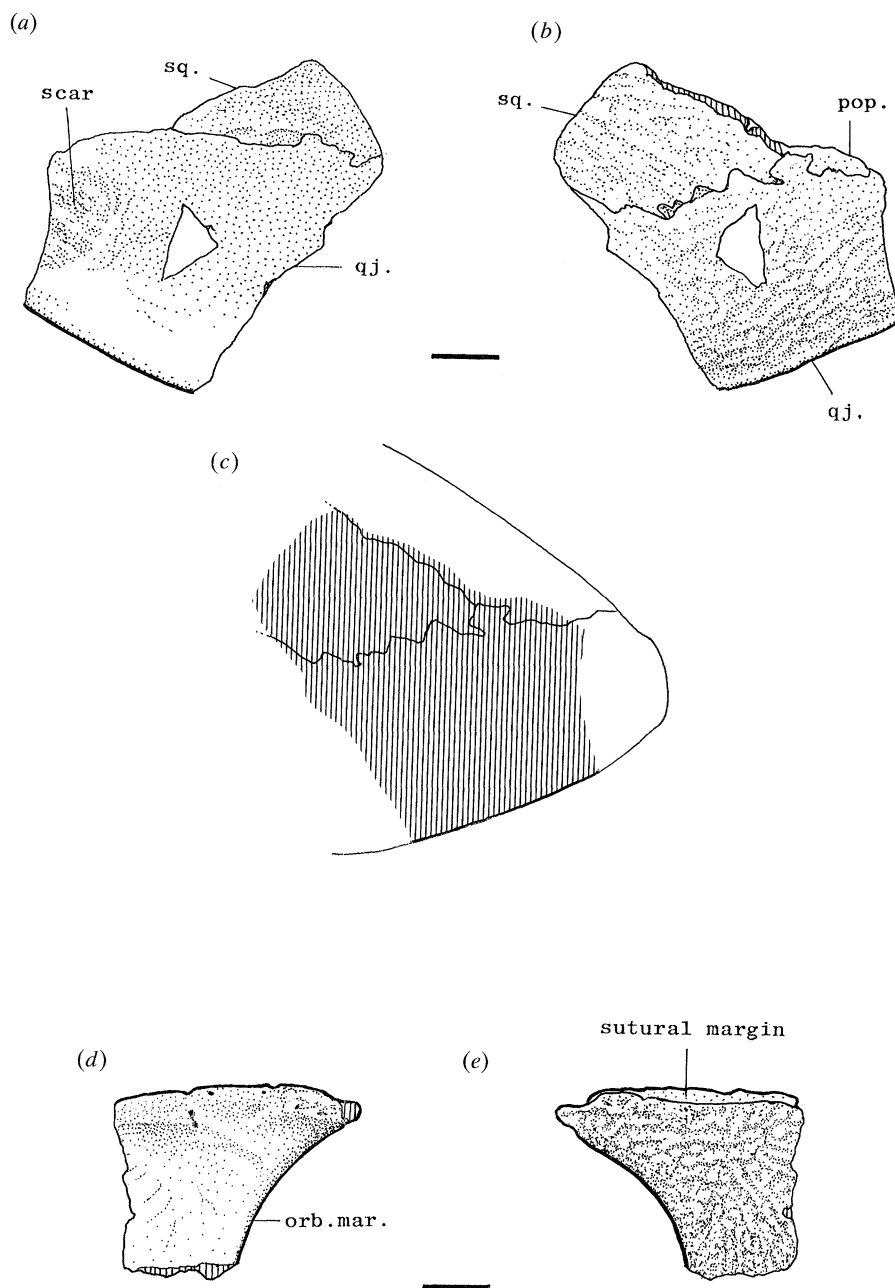 (a)
(b)
sq.
scar
sq.
pop.
qj.
qj.
(c)
sutural margin
(d)
(e)
orb.mar.